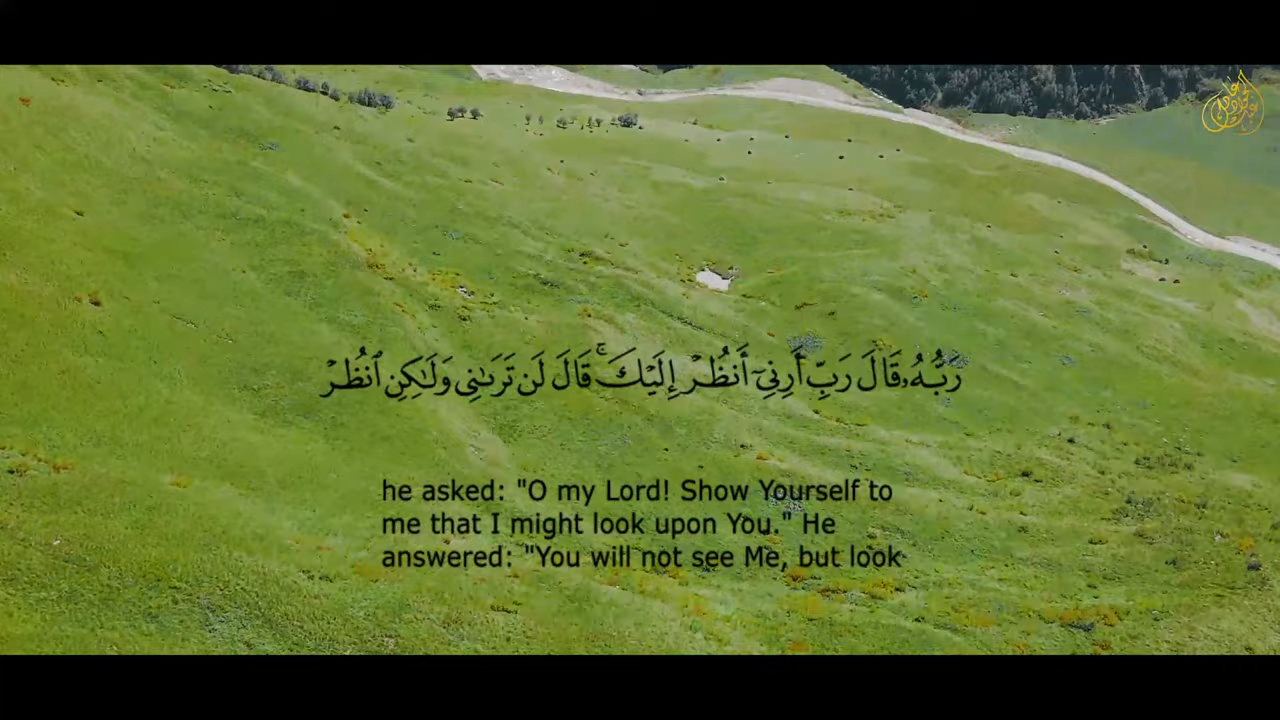 رَبُّهُۥ قَالَ رَبِّ أَرِنِىٓ أَنظُرْ إِلَيْكَ ۚ قَالَ لَن تَرَىٰنِى وَلَـٰكِنِ ٱنظُرْ
he asked: "O my Lord! Show Yourself to
me that I might look upon You." He
answered: "You will not see Me, but look